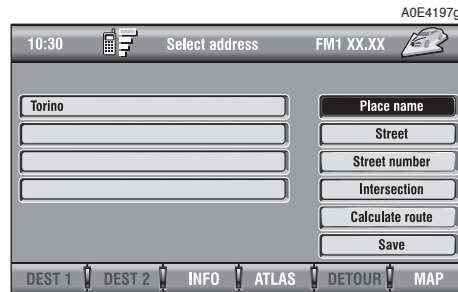 A0E4197g
10:30 Select address FM1 XX.XX
Torino
Place name
Street
Street number
Intersection
Calculate route
Save
DEST 1 DEST 2 INFO ATLAS DETOUR MAP